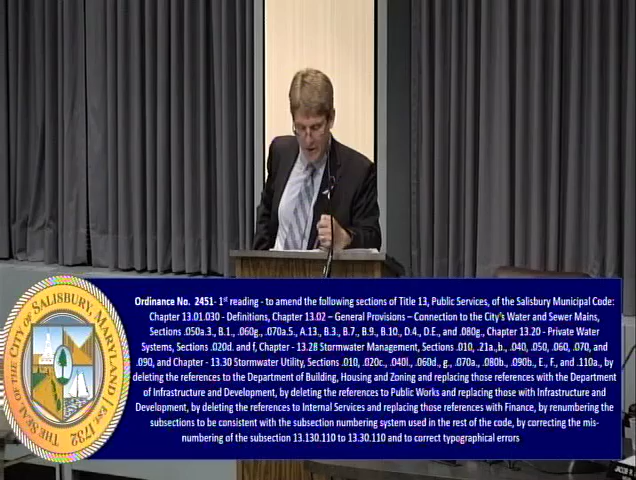 THE SEAL OF THE CITY OF SALISBURY, MARYLAND EST. 1732
Ordinance No. 2451- 1st reading - to amend the following sections of Title 13, Public Services, of the Salisbury Municipal Code:
Chapter 13.01.030 - Definitions, Chapter 13.02 – General Provisions – Connection to the City's Water and Sewer Mains,
Sections .050a.3., B.1., .060g., .070a.5., A.13., B.3., B.7., B.9., B.10., D.4., D.E., and .080g., Chapter 13.20 - Private Water
Systems, Sections .020d. and f, Chapter - 13.28 Stormwater Management, Sections .010, .21a.,b., .040, .050, .060, .070, and
.090, and Chapter - 13.30 Stormwater Utility, Sections .010, .020c., .040l., .060d., g., .070a., .080b., .090b., E., F., and .110a., by
deleting the references to the Department of Building, Housing and Zoning and replacing those references with the Department
of Infrastructure and Development, by deleting the references to Public Works and replacing those with Infrastructure and
Development, by deleting the references to Internal Services and replacing those references with Finance, by renumbering the
subsections to be consistent with the subsection numbering system used in the rest of the code, by correcting the mis-
numbering of the subsection 13.130.110 to 13.30.110 and to correct typographical errors
JACOB R.